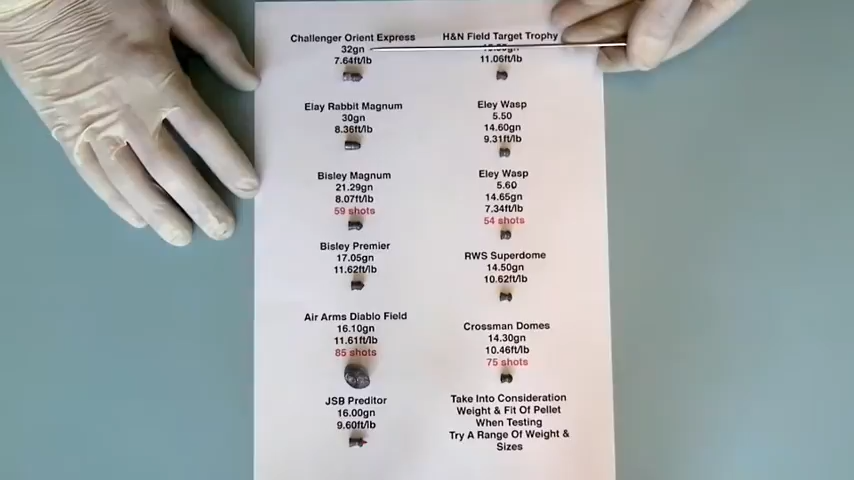 Challenger Orient Express
32gn
7.64ft/lb
Elay Rabbit Magnum
30gn
8.36ft/lb
Bisley Magnum
21.29gn
8.07ft/lb
59 shots
Bisley Premier
17.05gn
11.62ft/lb
Air Arms Diablo Field
16.10gn
11.61ft/lb
85 shots
JSB Preditor
16.00gn
9.60ft/lb
H&N Field Target Trophy
11.06ft/lb
Eley Wasp
5.50
14.60gn
9.31ft/lb
Eley Wasp
5.60
14.65gn
7.34ft/lb
54 shots
RWS Superdome
14.50gn
10.62ft/lb
Crossman Domes
14.30gn
10.46ft/lb
75 shots
Take Into Consideration
Weight & Fit Of Pellet
When Testing
Try A Range Of Weight &
Sizes